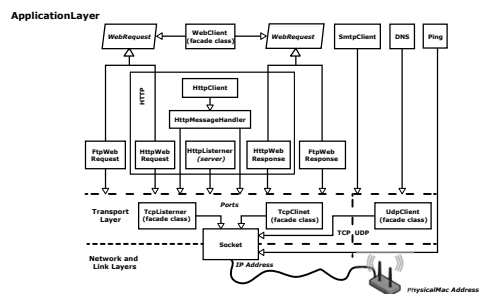 ApplicationLayer
WebRequest
WebClient
(facade class)
WebRequest
SmtpClient
DNS
Ping
HTTP
HttpClient
HttpMessageHandler
FtpWeb
Request
HttpWeb
Request
HttpListerner
(server)
HttpWeb
Response
FtpWeb
Response
Ports
Transport
Layer
TcpListerner
(facade class)
TcpClinet
(facade class)
UdpClient
(facade class)
TCP
UDP
Socket
Network and
Link Layers
IP Address
PhysicalMac Address